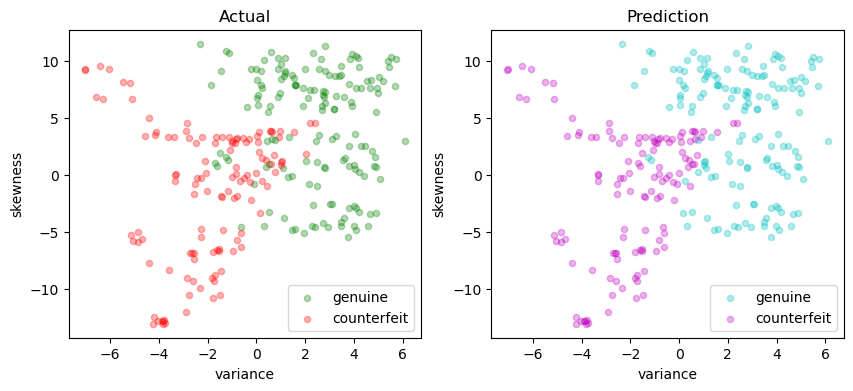 Actual
10
5
0
−5
−10
skewness
genuine
counterfeit
−6 −4 −2 0 2 4 6
variance
Prediction
10
5
0
−5
−10
skewness
genuine
counterfeit
−6 −4 −2 0 2 4 6
variance